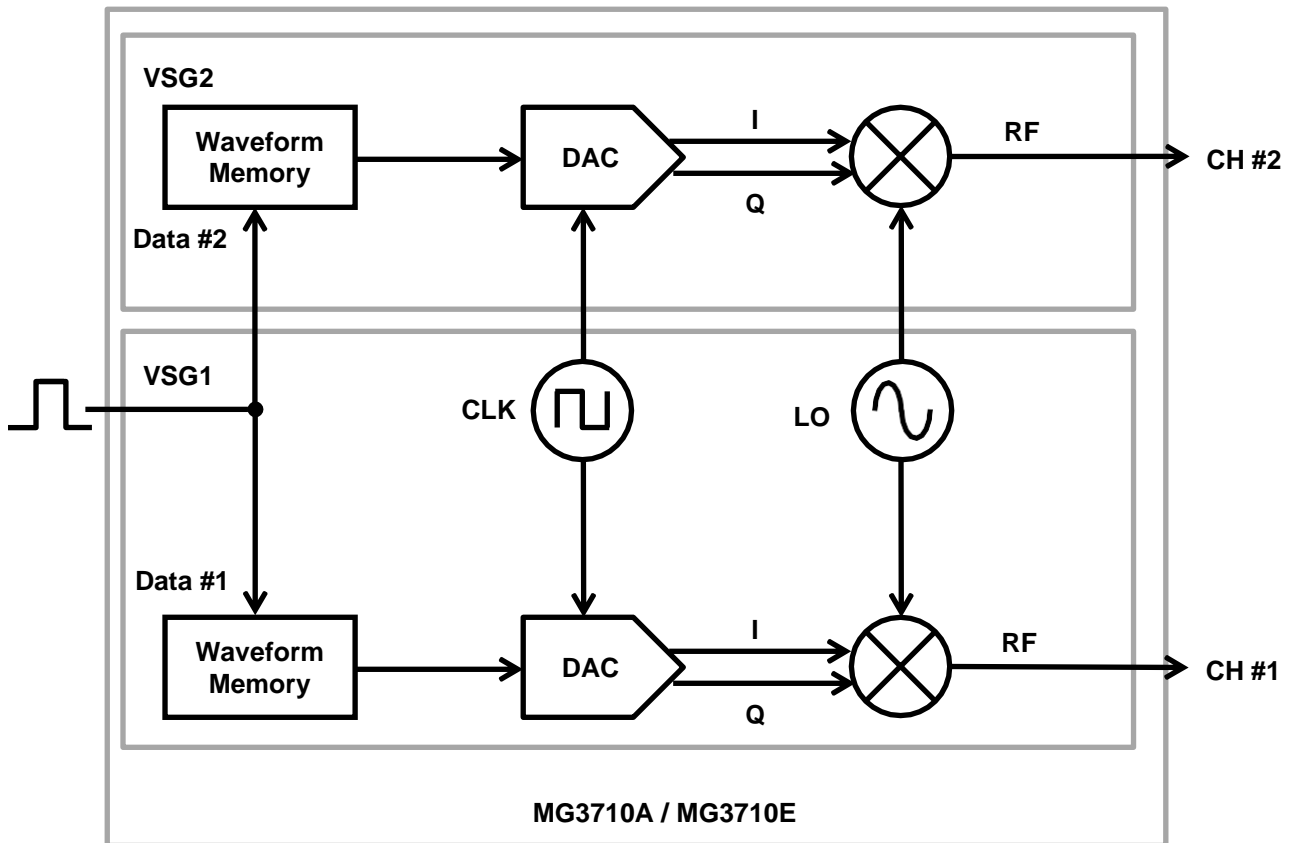 VSG2
Waveform
Memory
DAC
I
Q
RF
CH #2
Data #2
VSG1
CLK
LO
Data #1
Waveform
Memory
DAC
I
Q
RF
CH #1
MG3710A / MG3710E